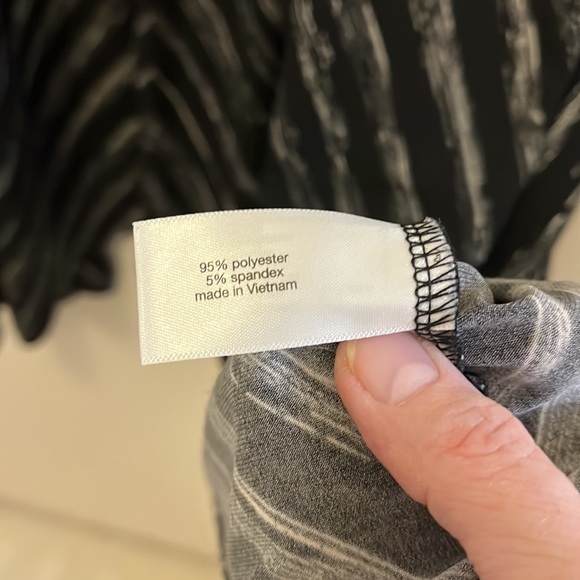 95% polyester
5% spandex
made in Vietnam